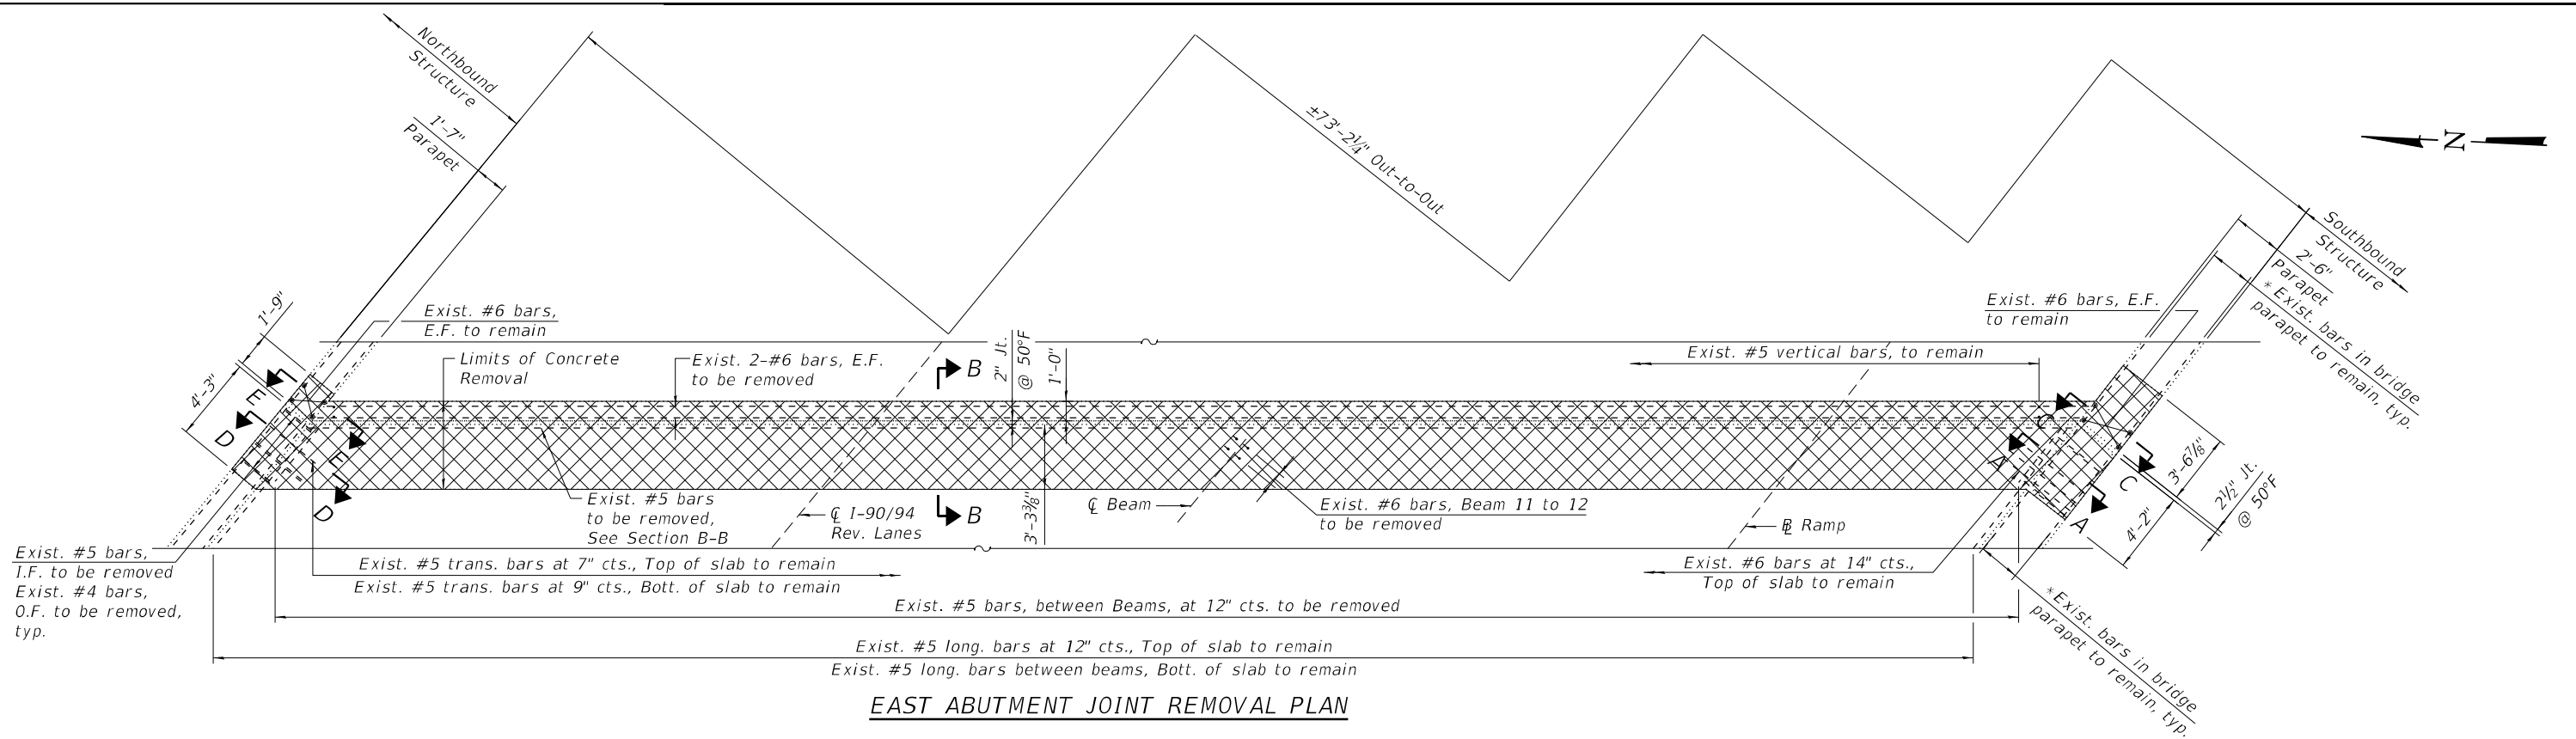 Northbound
Structure
1'-7"
Parapet
±73'-2¼" Out-to-Out
N
Southbound
Structure
2'-6"
Parapet
*Exist. bars in bridge
parapet to remain, typ.
1'-9"
4'-3"
Exist. #6 bars,
E.F. to remain
Limits of Concrete
Removal
Exist. 2-#6 bars, E.F.
to be removed
B
2" Jt.
@ 50°F
1'-0"
Exist. #5 vertical bars, to remain
Exist. #6 bars, E.F.
to remain
E
D
E
D
C
A
C
A
3'-6⅞"
2½" Jt.
@ 50°F
4'-2"
Exist. #5 bars
to be removed,
See Section B-B
℄ I-90/94
Rev. Lanes
B
3'-3⅜"
℄ Beam
Exist. #6 bars, Beam 11 to 12
to be removed
BL Ramp
Exist. #5 bars,
I.F. to be removed
Exist. #4 bars,
O.F. to be removed,
typ.
Exist. #5 trans. bars at 7" cts., Top of slab to remain
Exist. #5 trans. bars at 9" cts., Bott. of slab to remain
Exist. #6 bars at 14" cts.,
Top of slab to remain
Exist. #5 bars, between Beams, at 12" cts. to be removed
*Exist. bars in bridge
parapet to remain, typ.
Exist. #5 long. bars at 12" cts., Top of slab to remain
Exist. #5 long. bars between beams, Bott. of slab to remain
EAST ABUTMENT JOINT REMOVAL PLAN